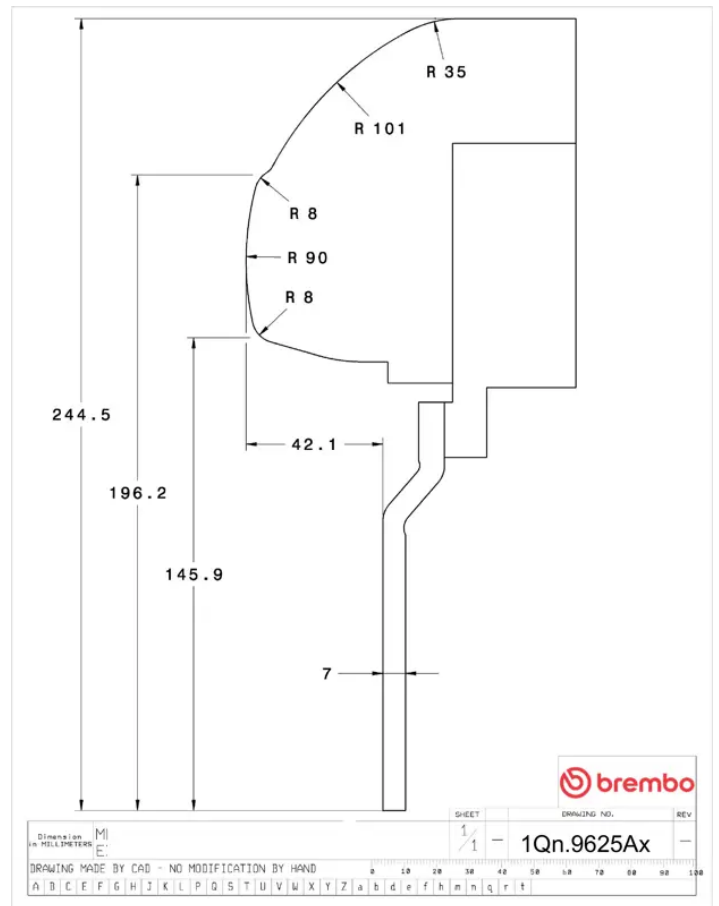 R 35
R 101
R 8
R 90
R 8
244.5
42.1
196.2
145.9
7
brembo
SHEET DRAWING NO. REV
1/1 – 1Qn.9625Ax –
Dimension
in MILLIMETERS
MI
E:
DRAWING MADE BY CAD - NO MODIFICATION BY HAND
0 10 20 30 40 50 60 70 80 90 100
A B C E F G H J K L P Q S T U V W X Y Z a b d e f h m n q r t